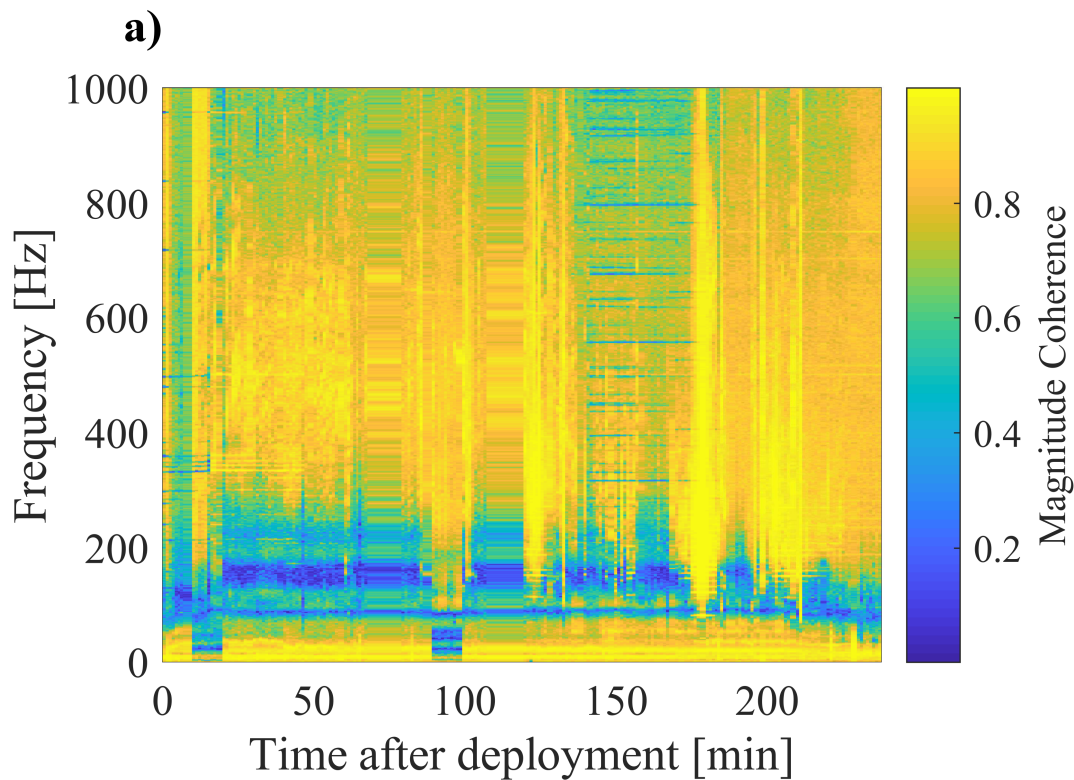 a)
1000
800
600
400
200
0
Frequency [Hz]
0 50 100 150 200
Time after deployment [min]
0.8
0.6
0.4
0.2
Magnitude Coherence